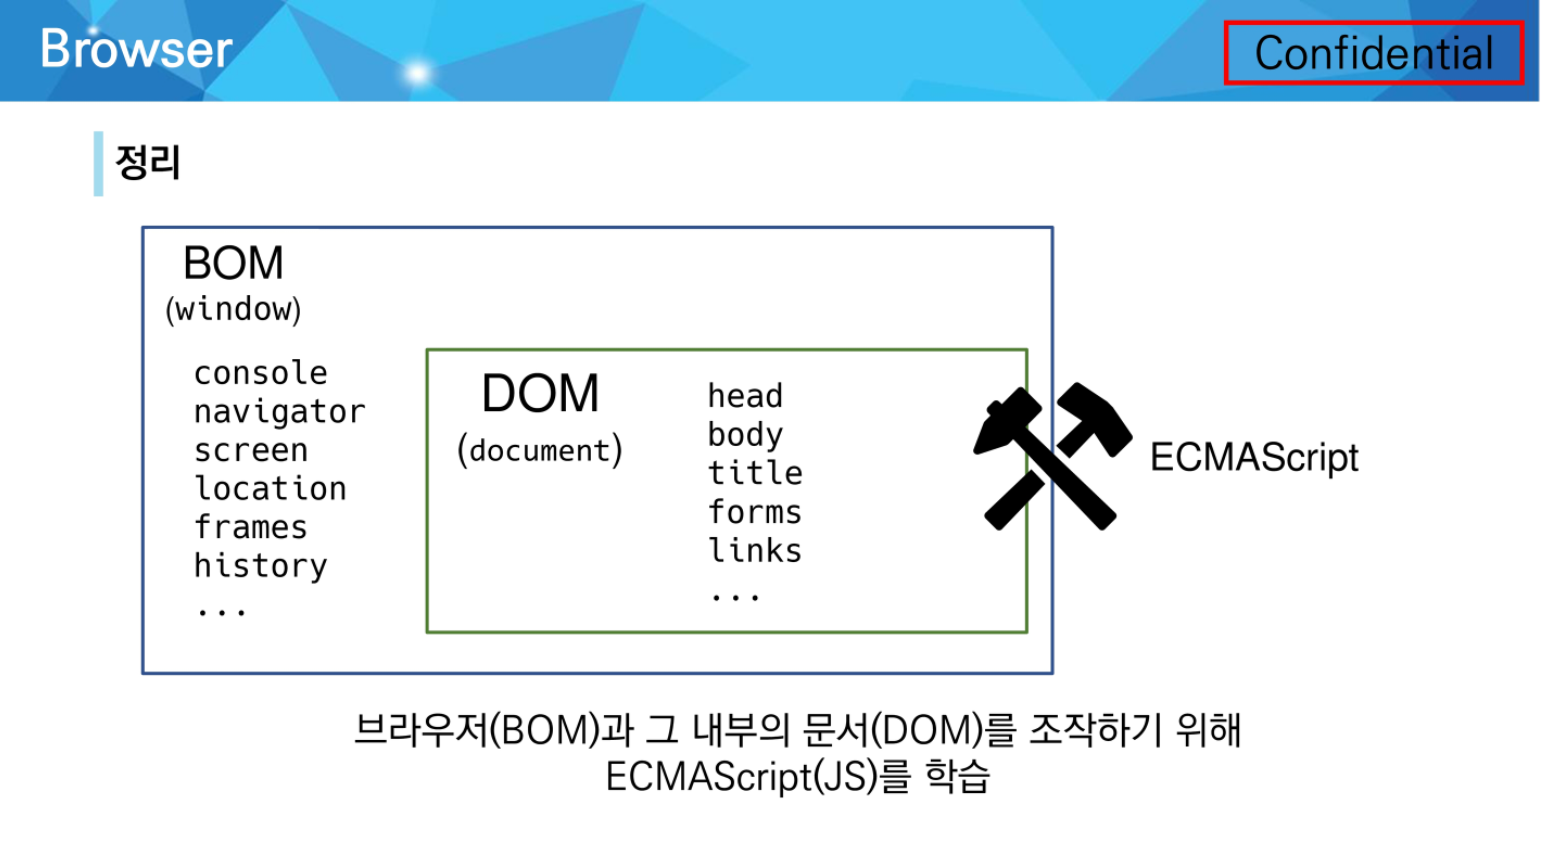 Browser
Confidential
정리
BOM
(window)
console
navigator
screen
location
frames
history
...
DOM
(document)
head
body
title
forms
links
...
ECMAScript
브라우저(BOM)과 그 내부의 문서(DOM)를 조작하기 위해
ECMAScript(JS)를 학습